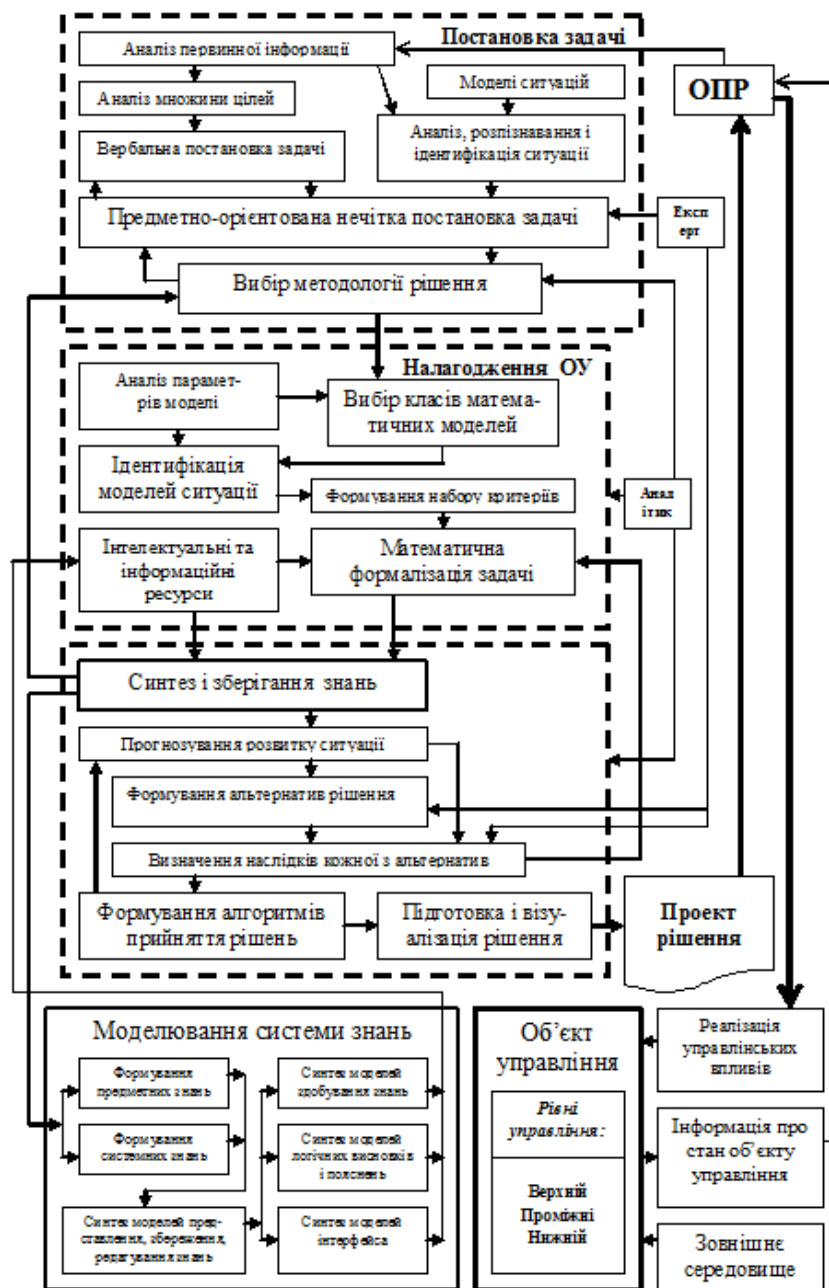 Постановка задачі
Аналіз первинної інформації
Аналіз множини цілей
Моделі ситуацій
ОПР
Вербальна постановка задачі
Аналіз, розпізнавання і
ідентифікація ситуації
Предметно-орієнтована нечітка постановка задачі
Експ
ерт
Вибір методології рішення
Налагодження ОУ
Аналіз парамет-
рів моделі
Вибір класів матема-
тичних моделей
Ідентифікація
моделей ситуації
Формування набору критеріїв
Анал
ітик
Інтелектуальні та
інформаційні
ресурси
Математична
формалізація задачі
Синтез і зберігання знань
Прогнозування розвитку ситуації
Формування альтернатив рішення
Визначення наслідків кожної з альтернатив
Формування алгоритмів
прийняття рішень
Підготовка і візу-
алізація рішення
Проект
рішення
Моделювання системи знань
Формування
предметних знань
Формування
системних знань
Синтез моделей пред-
ставлення, збереження,
редагування знань
Синтез моделей
здобування знань
Синтез моделей
логічних висновків
і пояснень
Синтез моделей
інтерфейса
Об’єкт
управління
Рівні
управління:
Верхній
Проміжні
Нижній
Реалізація
управлінських
впливів
Інформація про
стан об’єкту
управління
Зовнішнє
середовище